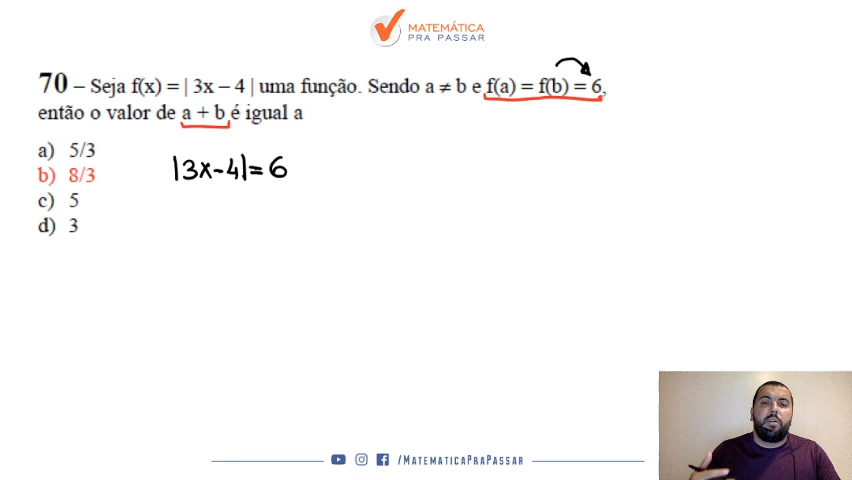 MATEMÁTICA
PRA PASSAR
70 – Seja f(x) = | 3x – 4 | uma função. Sendo a ≠ b e f(a) = f(b) = 6,
então o valor de a + b é igual a
a) 5/3
b) 8/3
c) 5
d) 3
|3x-4|=6
/MATEMATICAPRAPASSAR